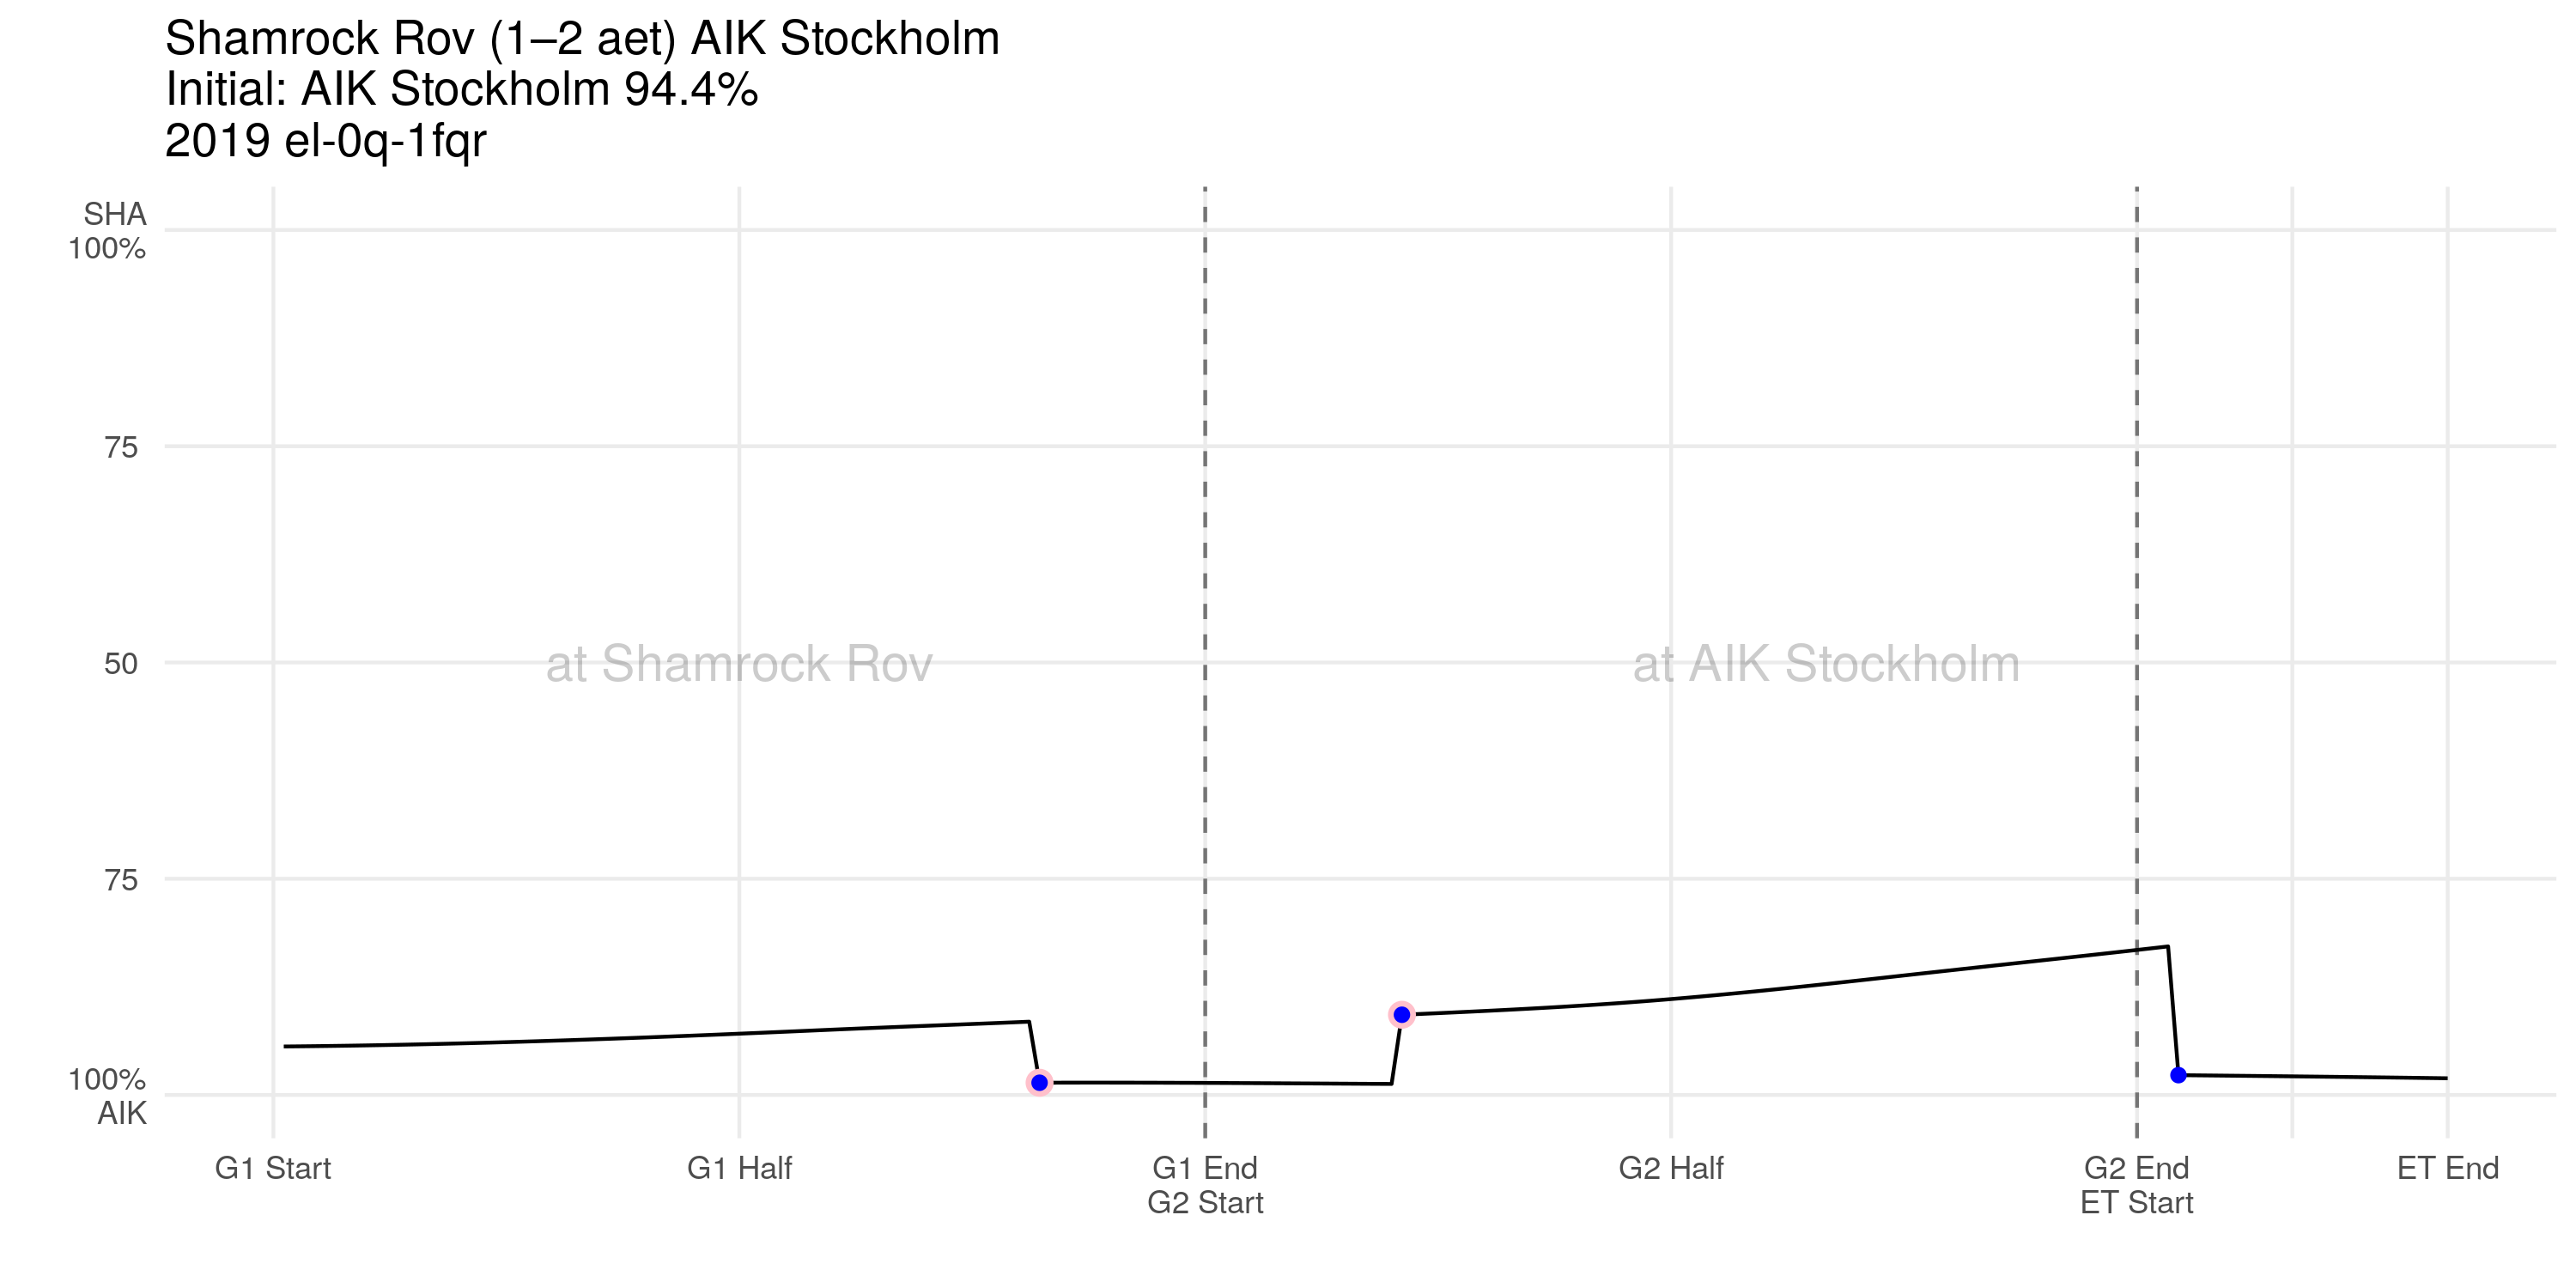 Shamrock Rov (1–2 aet) AIK Stockholm
Initial: AIK Stockholm 94.4%
2019 el-0q-1fqr
SHA
100%
75
50
75
100%
AIK
at Shamrock Rov
at AIK Stockholm
G1 Start
G1 Half
G1 End
G2 Start
G2 Half
G2 End
ET Start
ET End